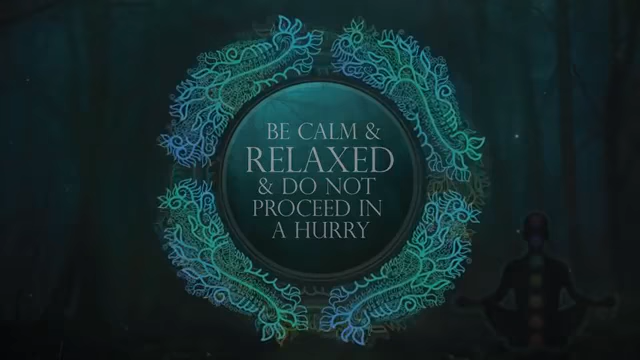 BE CALM &
RELAXED
& DO NOT
PROCEED IN
A HURRY